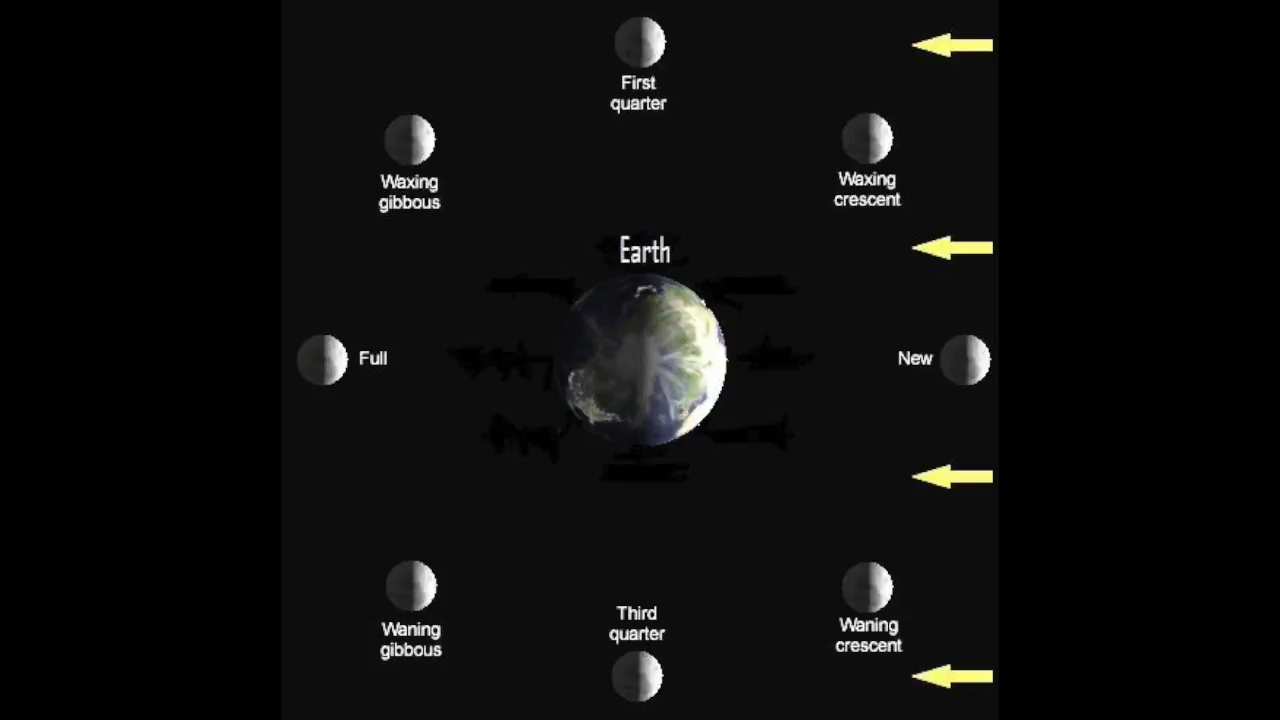 First
quarter
Waxing
gibbous
Waxing
crescent
Earth
Full
New
Waning
gibbous
Third
quarter
Waning
crescent